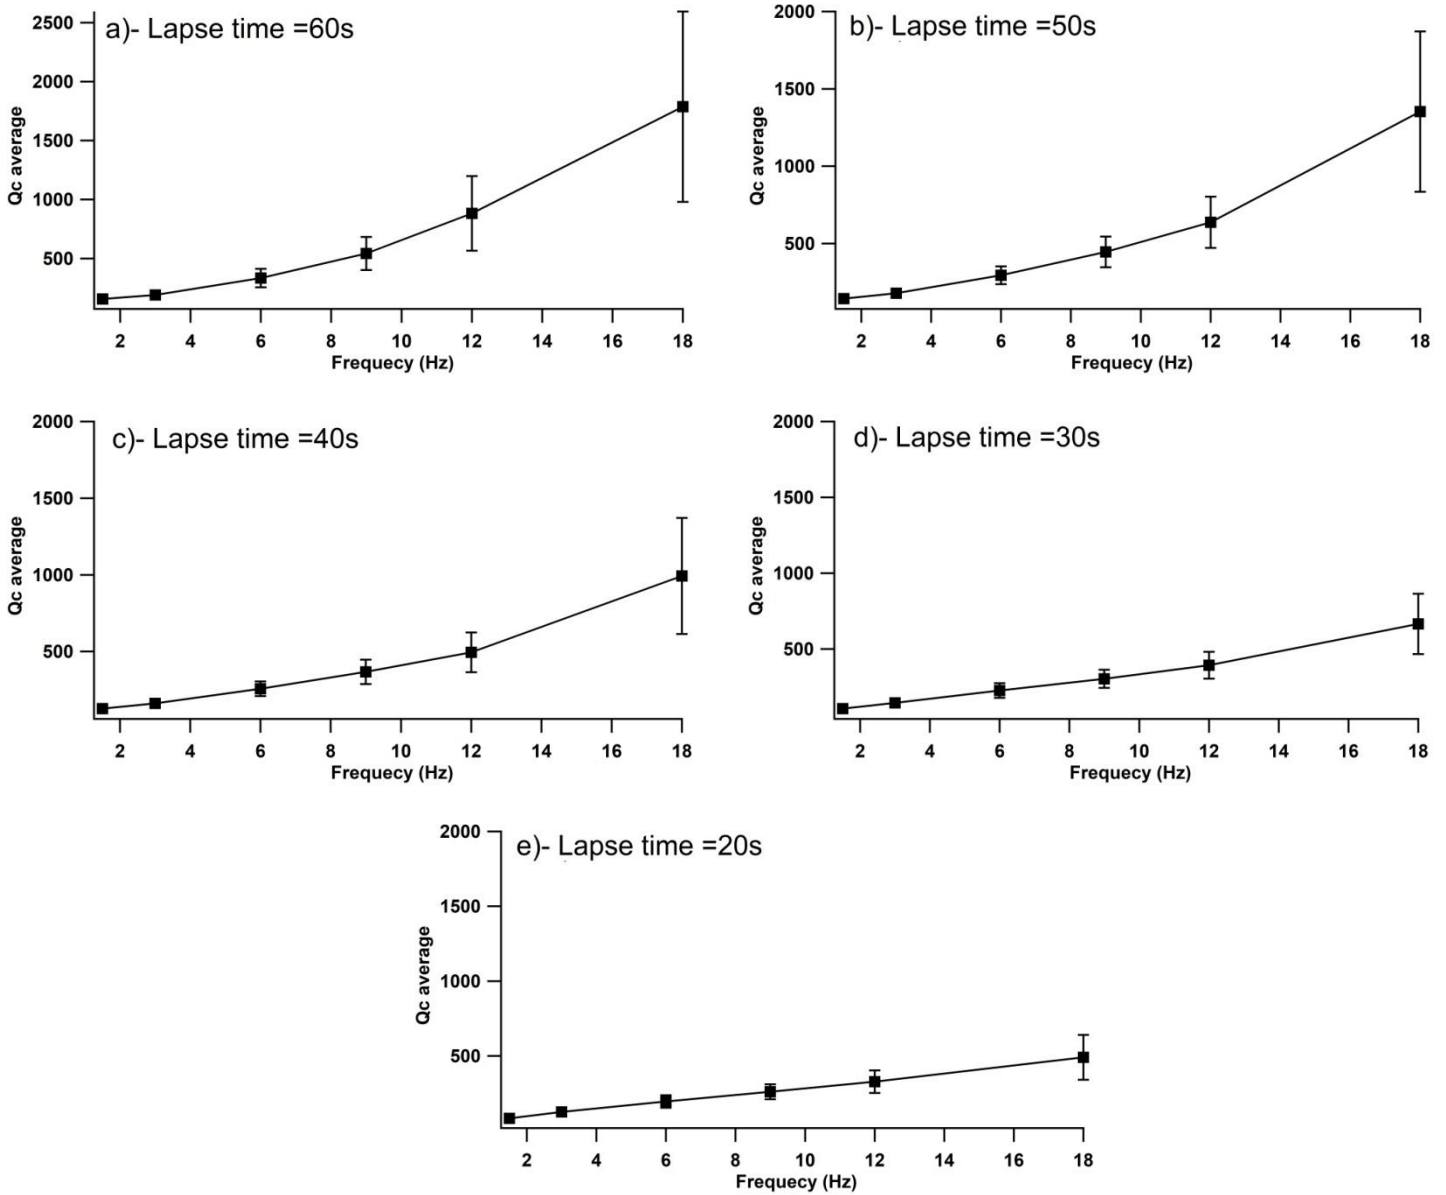 a)- Lapse time =60s
2500
2000
1500
1000
500
Qc average
2 4 6 8 10 12 14 16 18
Frequecy (Hz)
b)- Lapse time =50s
2000
1500
1000
500
Qc average
2 4 6 8 10 12 14 16 18
Frequecy (Hz)
c)- Lapse time =40s
2000
1500
1000
500
Qc average
2 4 6 8 10 12 14 16 18
Frequecy (Hz)
d)- Lapse time =30s
2000
1500
1000
500
Qc average
2 4 6 8 10 12 14 16 18
Frequecy (Hz)
e)- Lapse time =20s
2000
1500
1000
500
Qc average
2 4 6 8 10 12 14 16 18
Frequecy (Hz)